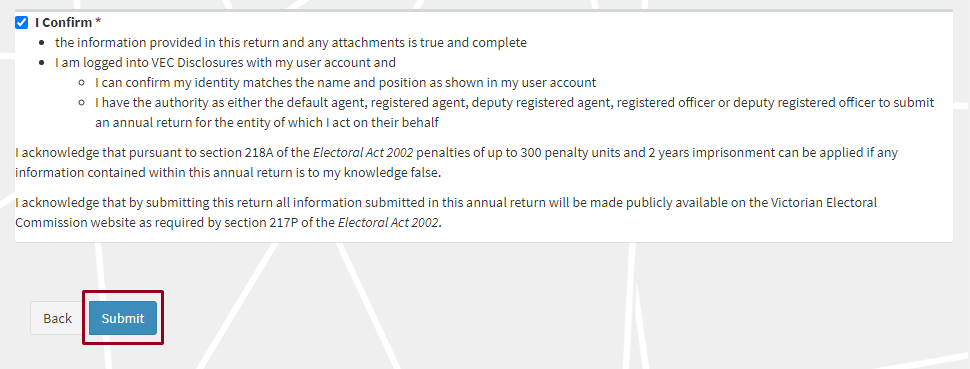 I Confirm *
• the information provided in this return and any attachments is true and complete
• I am logged into VEC Disclosures with my user account and
◦ I can confirm my identity matches the name and position as shown in my user account
◦ I have the authority as either the default agent, registered agent, deputy registered agent, registered officer or deputy registered officer to submit
an annual return for the entity of which I act on their behalf
I acknowledge that pursuant to section 218A of the Electoral Act 2002 penalties of up to 300 penalty units and 2 years imprisonment can be applied if any
information contained within this annual return is to my knowledge false.
I acknowledge that by submitting this return all information submitted in this annual return will be made publicly available on the Victorian Electoral
Commission website as required by section 217P of the Electoral Act 2002.
Back Submit